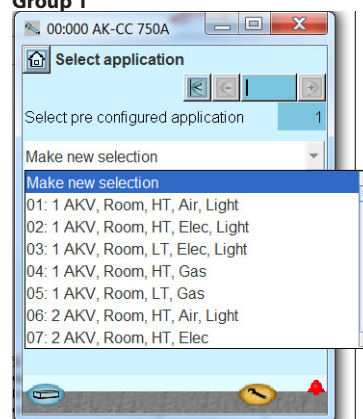 Group 1
00:000 AK-CC 750A
Select application
Select pre configured application 1
Make new selection
Make new selection
01: 1 AKV, Room, HT, Air, Light
02: 1 AKV, Room, HT, Elec, Light
03: 1 AKV, Room, LT, Elec, Light
04: 1 AKV, Room, HT, Gas
05: 1 AKV, Room, LT, Gas
06: 2 AKV, Room, HT, Air, Light
07: 2 AKV, Room, HT, Elec